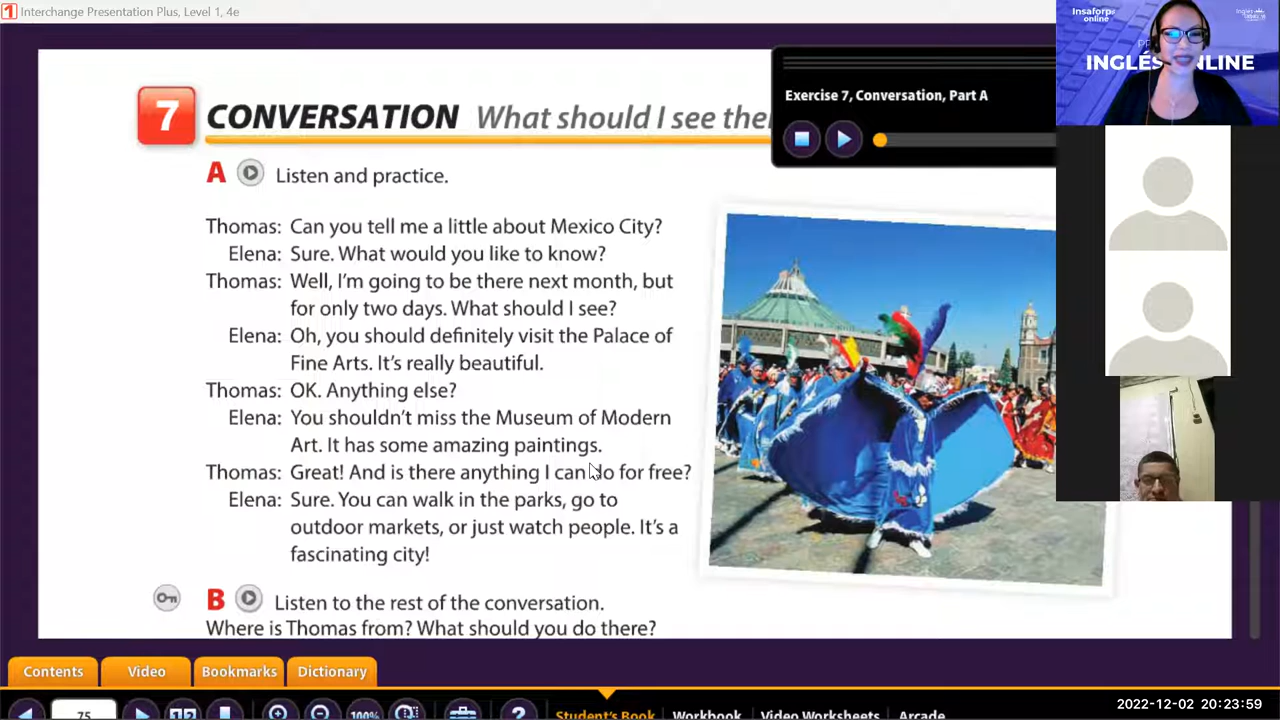 Interchange Presentation Plus, Level 1, 4e
Insaforp
online
INGLÉS ONLINE
Exercise 7, Conversation, Part A
7 CONVERSATION What should I see
A Listen and practice.
Thomas: Can you tell me a little about Mexico City?
Elena: Sure. What would you like to know?
Thomas: Well, I'm going to be there next month, but
for only two days. What should I see?
Elena: Oh, you should definitely visit the Palace of
Fine Arts. It's really beautiful.
Thomas: OK. Anything else?
Elena: You shouldn't miss the Museum of Modern
Art. It has some amazing paintings.
Thomas: Great! And is there anything I can do for free?
Elena: Sure. You can walk in the parks, go to
outdoor markets, or just watch people. It's a
fascinating city!
B Listen to the rest of the conversation.
Where is Thomas from? What should you do there?
Contents Video Bookmarks Dictionary
75 100% ? Student's Book Workbook Video Worksheets Arcade
2022-12-02 20:23:59